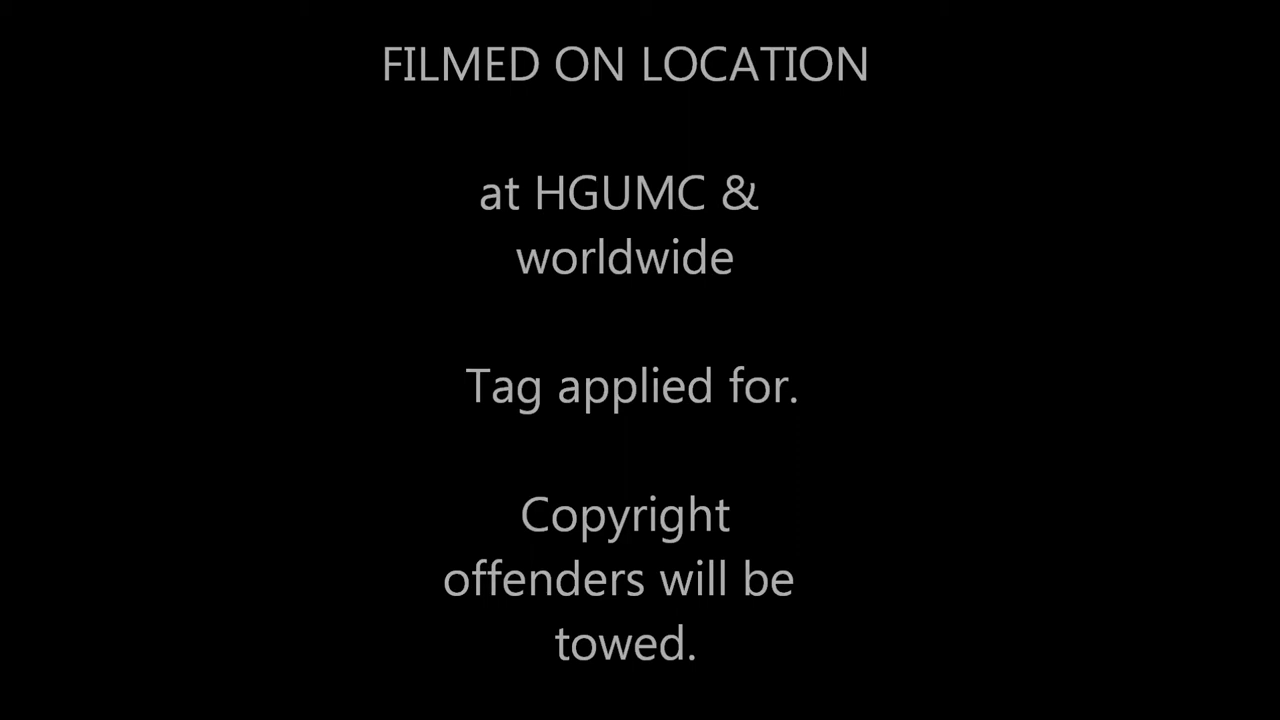 FILMED ON LOCATION
at HGUMC &
worldwide
Tag applied for.
Copyright
offenders will be
towed.